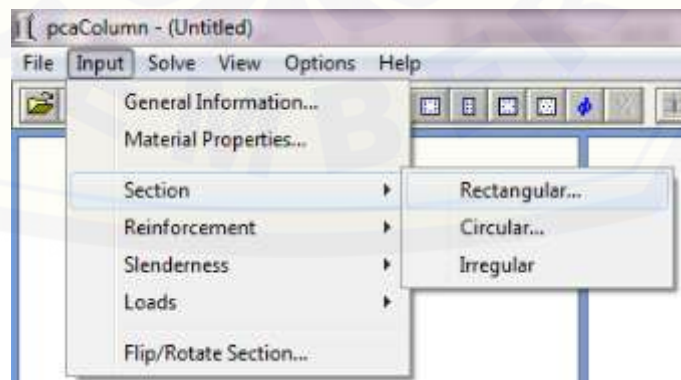 pcaColumn - (Untitled)
File Input Solve View Options Help
General Information...
Material Properties...
Section
Rectangular...
Reinforcement
Circular...
Slenderness
Irregular
Loads
Flip/Rotate Section...